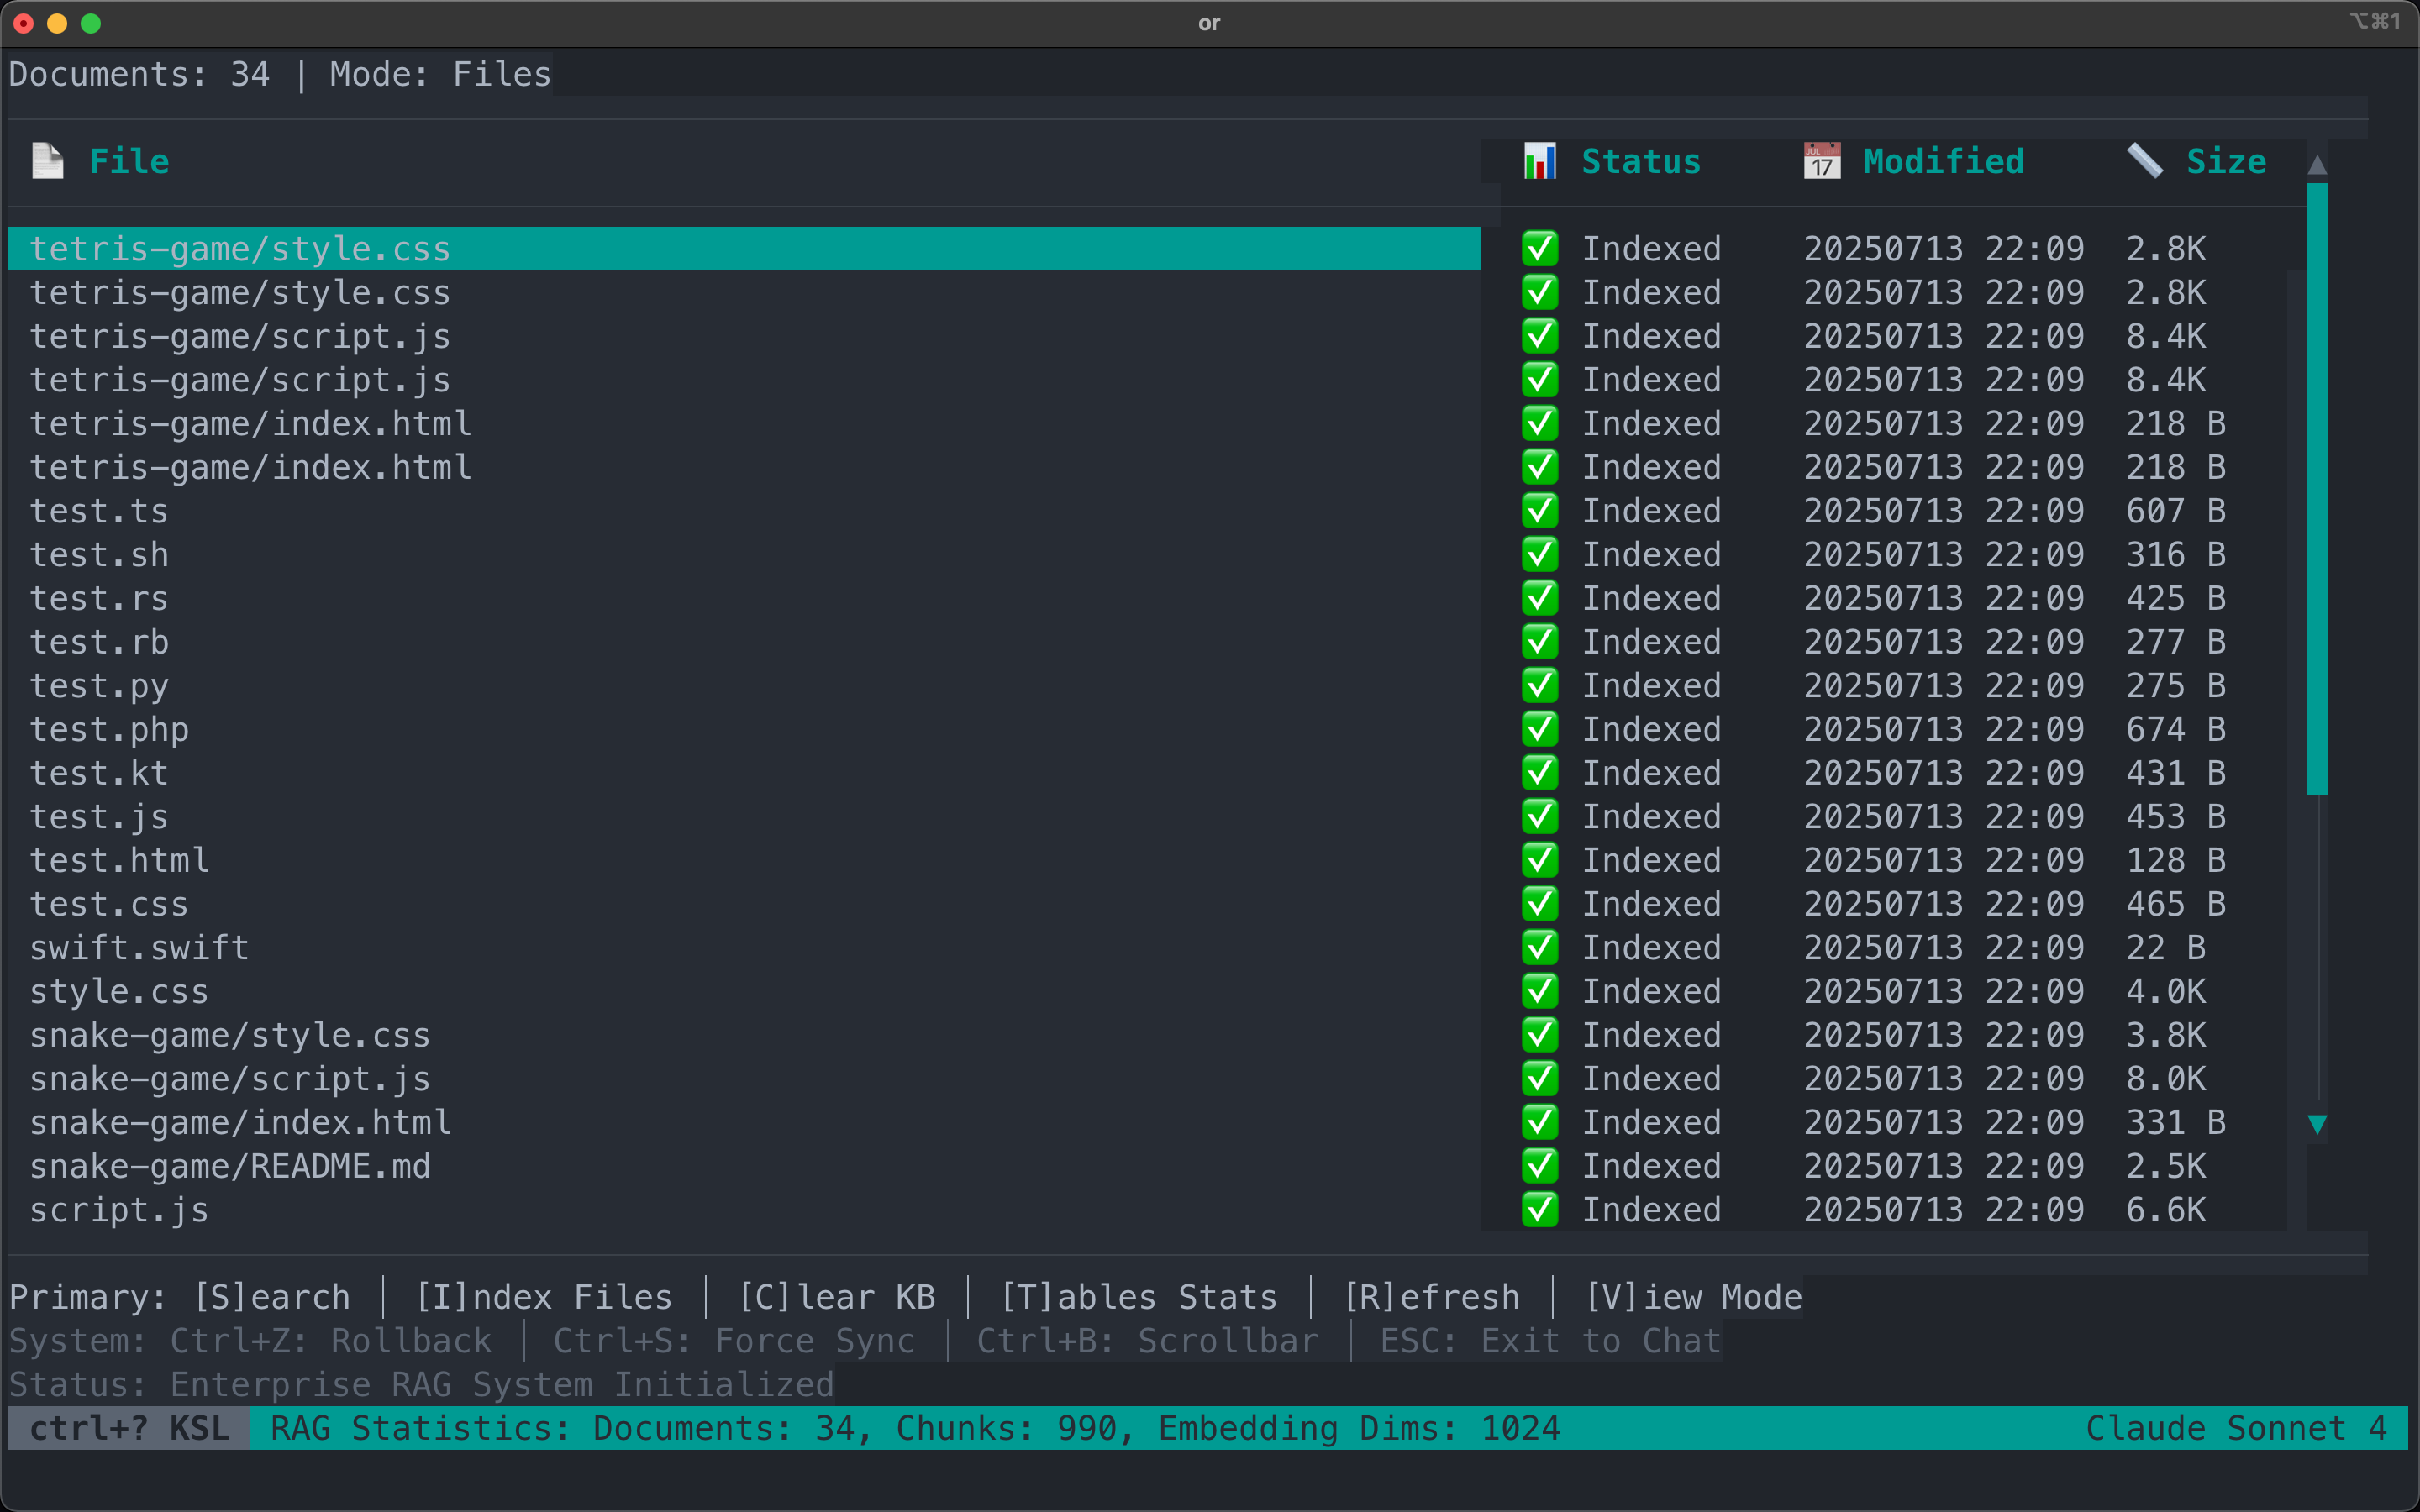 or ⌥⌘1
Documents: 34 | Mode: Files
📄 File 📊 Status 📅 Modified 📏 Size ▲
tetris-game/style.css ✅ Indexed 20250713 22:09 2.8K
tetris-game/style.css ✅ Indexed 20250713 22:09 2.8K
tetris-game/script.js ✅ Indexed 20250713 22:09 8.4K
tetris-game/script.js ✅ Indexed 20250713 22:09 8.4K
tetris-game/index.html ✅ Indexed 20250713 22:09 218 B
tetris-game/index.html ✅ Indexed 20250713 22:09 218 B
test.ts ✅ Indexed 20250713 22:09 607 B
test.sh ✅ Indexed 20250713 22:09 316 B
test.rs ✅ Indexed 20250713 22:09 425 B
test.rb ✅ Indexed 20250713 22:09 277 B
test.py ✅ Indexed 20250713 22:09 275 B
test.php ✅ Indexed 20250713 22:09 674 B
test.kt ✅ Indexed 20250713 22:09 431 B
test.js ✅ Indexed 20250713 22:09 453 B
test.html ✅ Indexed 20250713 22:09 128 B
test.css ✅ Indexed 20250713 22:09 465 B
swift.swift ✅ Indexed 20250713 22:09 22 B
style.css ✅ Indexed 20250713 22:09 4.0K
snake-game/style.css ✅ Indexed 20250713 22:09 3.8K
snake-game/script.js ✅ Indexed 20250713 22:09 8.0K
snake-game/index.html ✅ Indexed 20250713 22:09 331 B ▼
snake-game/README.md ✅ Indexed 20250713 22:09 2.5K
script.js ✅ Indexed 20250713 22:09 6.6K
Primary: [S]earch │ [I]ndex Files │ [C]lear KB │ [T]ables Stats │ [R]efresh │ [V]iew Mode
System: Ctrl+Z: Rollback │ Ctrl+S: Force Sync │ Ctrl+B: Scrollbar │ ESC: Exit to Chat
Status: Enterprise RAG System Initialized
ctrl+? KSL RAG Statistics: Documents: 34, Chunks: 990, Embedding Dims: 1024 Claude Sonnet 4